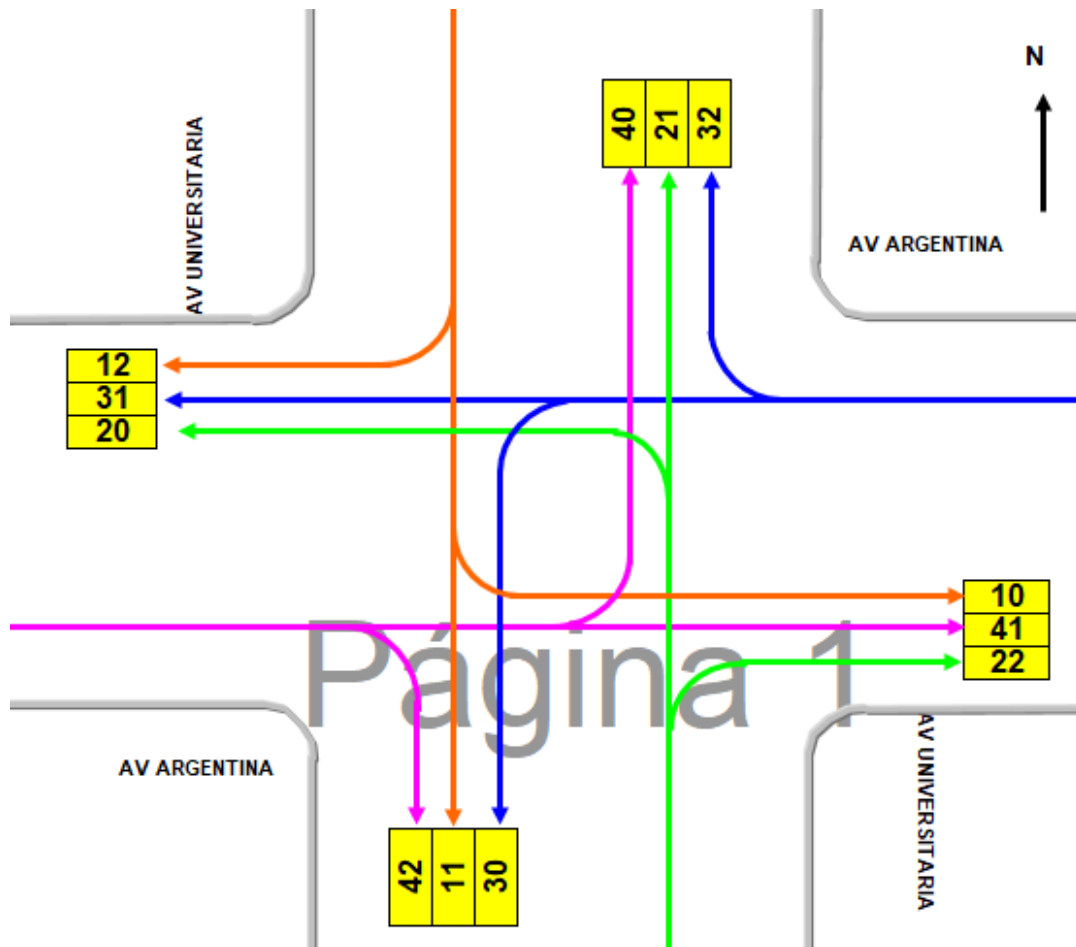 N
40 21 32
AV UNIVERSITARIA
AV ARGENTINA
12
31
20
10
41
22
Página 1
AV ARGENTINA
AV UNIVERSITARIA
42 11 30